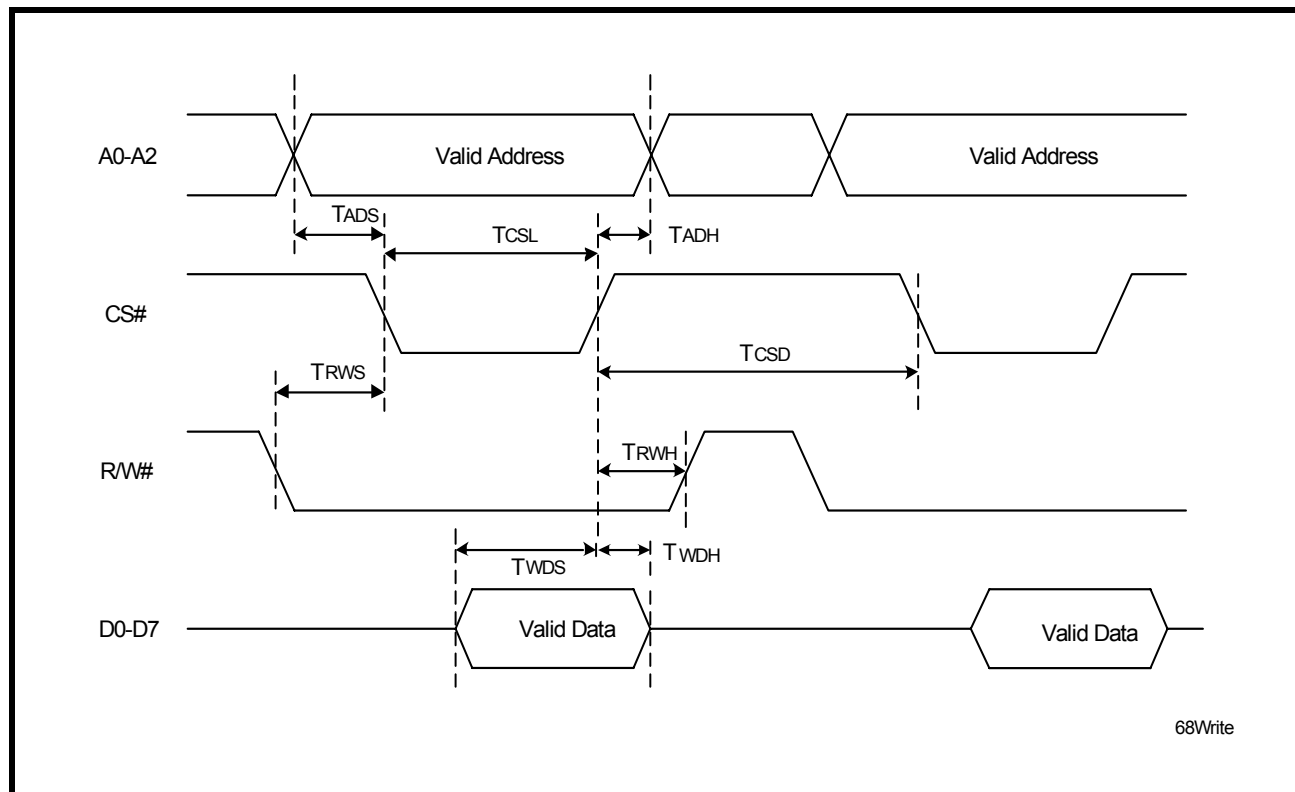 A0-A2
Valid Address
Valid Address
TADS
TCSL
TADH
CS#
TCSD
TRWS
R/W#
TRWH
TWDS
TWDH
D0-D7
Valid Data
Valid Data
68Write